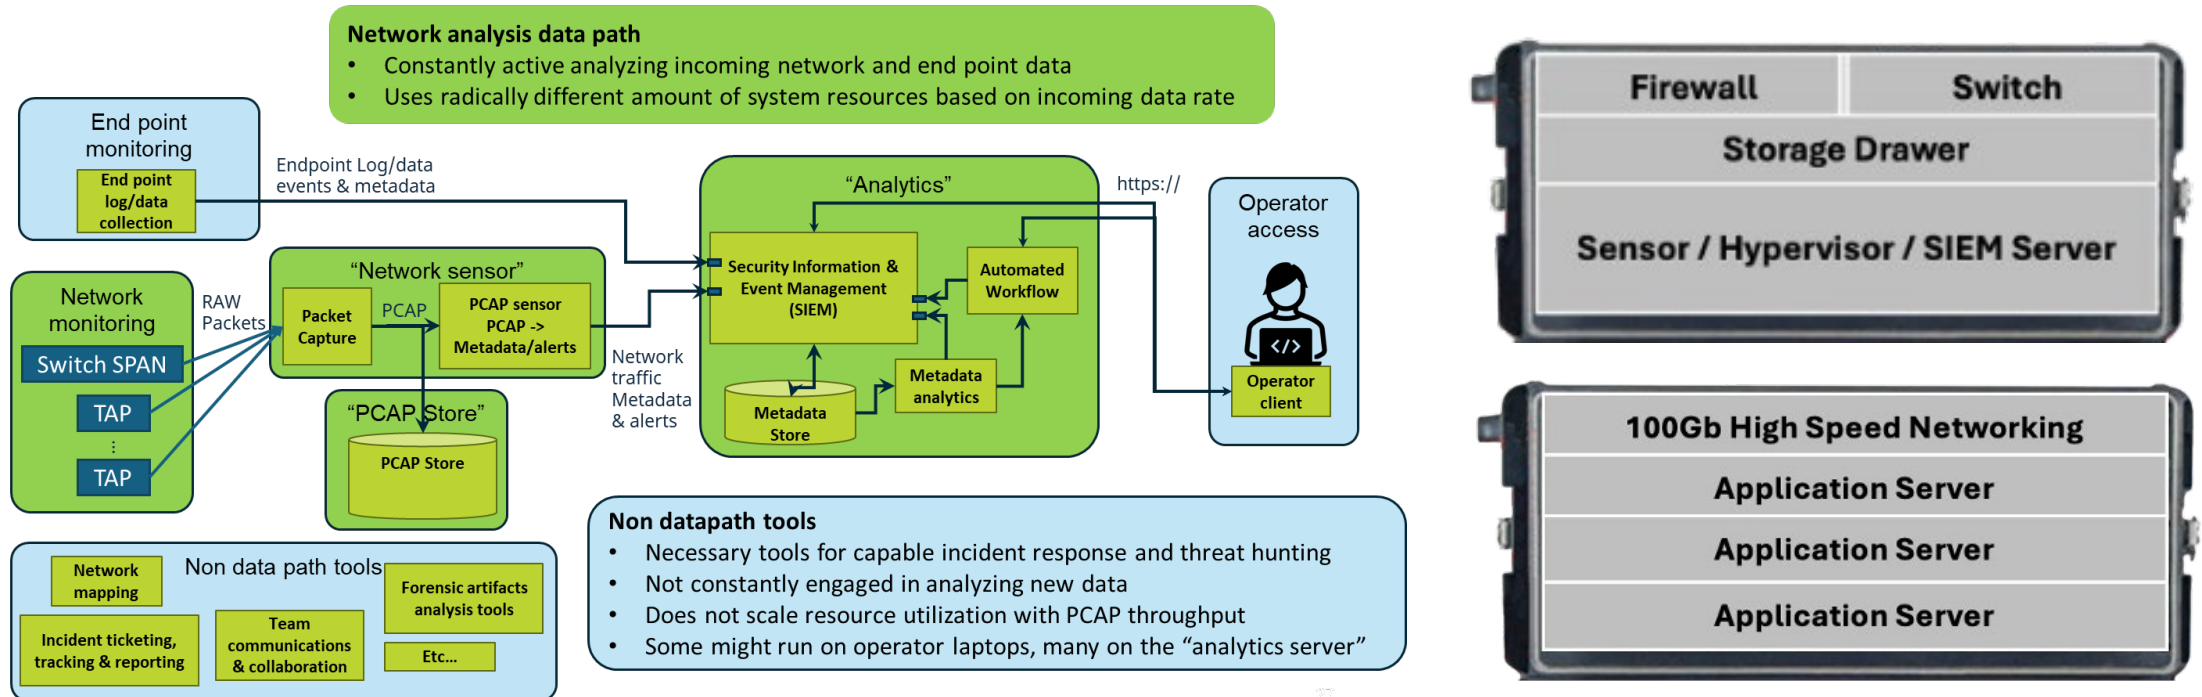 Network analysis data path
• Constantly active analyzing incoming network and end point data
• Uses radically different amount of system resources based on incoming data rate
End point
monitoring
End point
log/data
collection
Endpoint Log/data
events & metadata
Network
monitoring
Switch SPAN
TAP
⋮
TAP
RAW
Packets
“Network sensor”
Packet
Capture
PCAP
PCAP sensor
PCAP ->
Metadata/alerts
“PCAP Store”
PCAP Store
Network
traffic
Metadata
& alerts
“Analytics”
Security Information &
Event Management
(SIEM)
Automated
Workflow
Metadata
analytics
Metadata
Store
https://
Operator
access
</>
Operator
client
Non data path tools
Network
mapping
Forensic artifacts
analysis tools
Incident ticketing,
tracking & reporting
Team
communications
& collaboration
Etc...
Non datapath tools
• Necessary tools for capable incident response and threat hunting
• Not constantly engaged in analyzing new data
• Does not scale resource utilization with PCAP throughput
• Some might run on operator laptops, many on the “analytics server”
Firewall
Switch
Storage Drawer
Sensor / Hypervisor / SIEM Server
100Gb High Speed Networking
Application Server
Application Server
Application Server